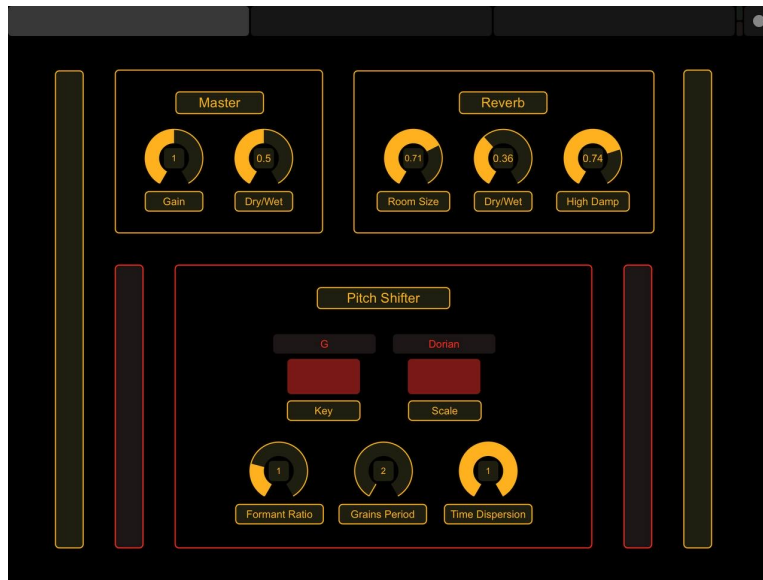 Master
1
0.5
Gain
Dry/Wet
Reverb
0.71
0.36
0.74
Room Size
Dry/Wet
High Damp
Pitch Shifter
G
Dorian
Key
Scale
1
2
1
Formant Ratio
Grains Period
Time Dispersion